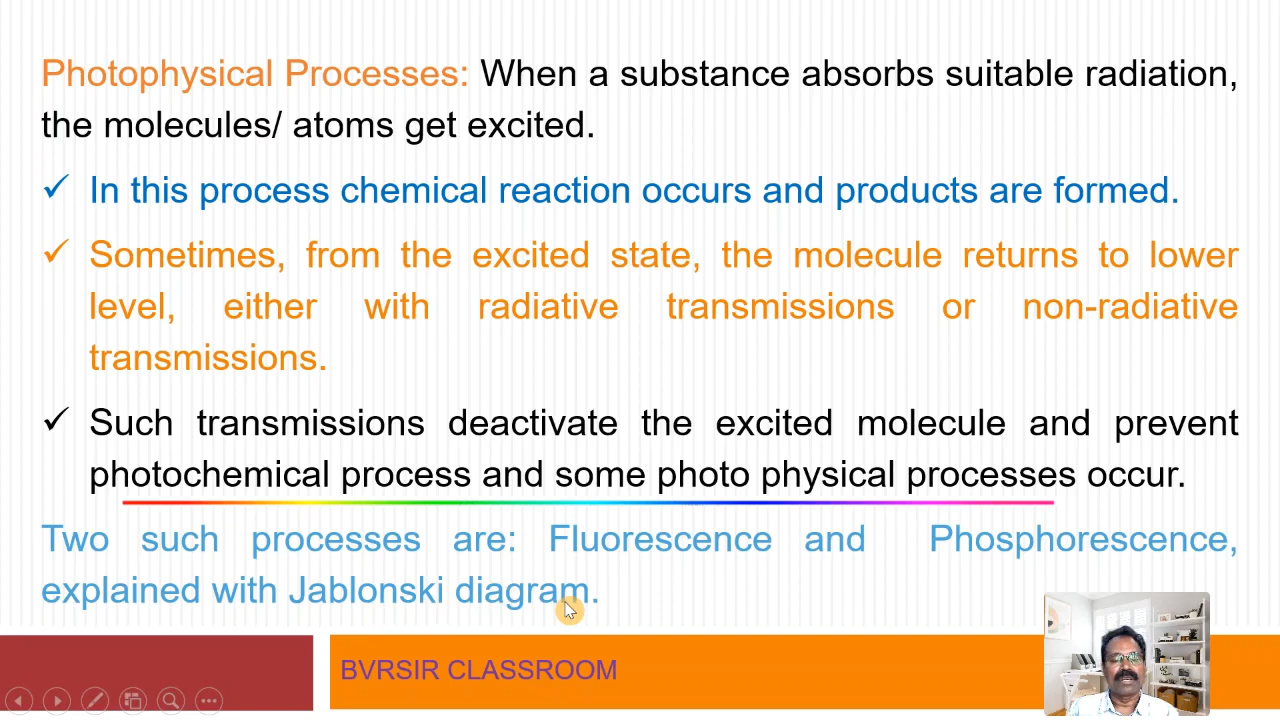 Photophysical Processes: When a substance absorbs suitable radiation,
the molecules/ atoms get excited.
✓ In this process chemical reaction occurs and products are formed.
✓ Sometimes, from the excited state, the molecule returns to lower
level, either with radiative transmissions or non-radiative
transmissions.
✓ Such transmissions deactivate the excited molecule and prevent
photochemical process and some photo physical processes occur.
Two such processes are: Fluorescence and Phosphorescence,
explained with Jablonski diagram.
BVRSIR CLASSROOM